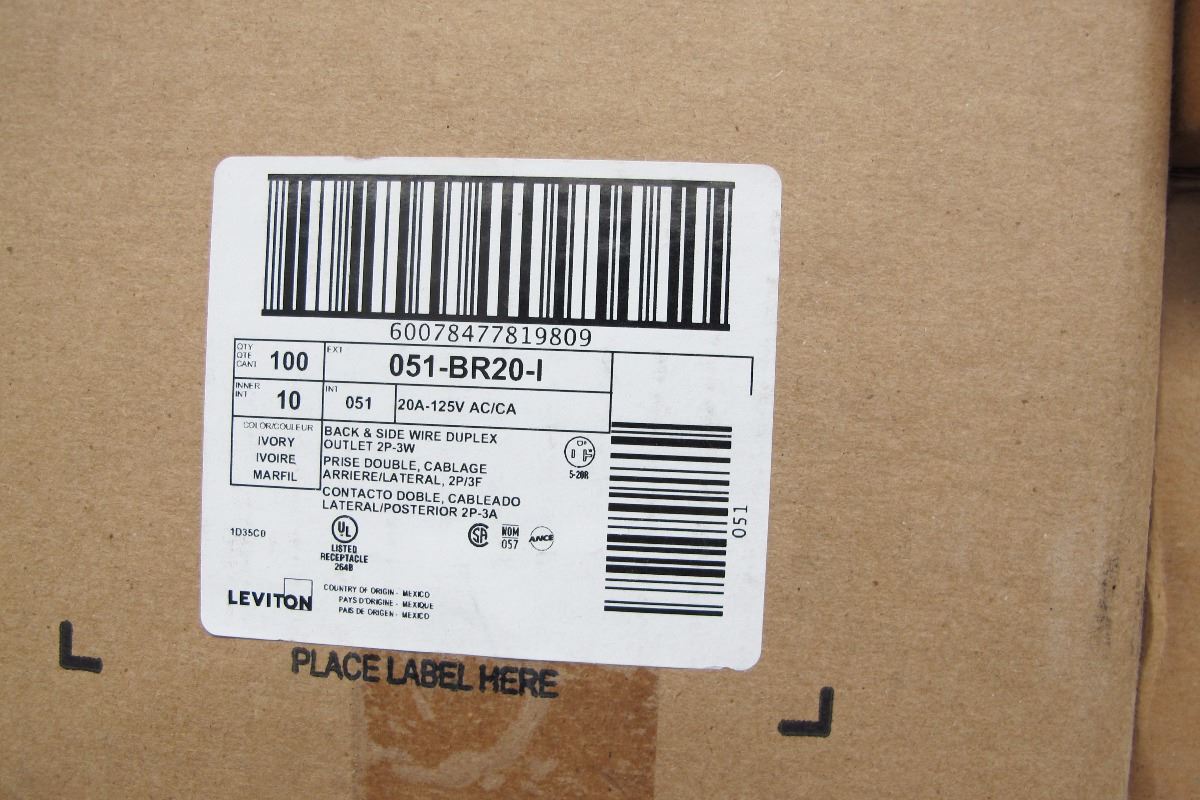 60078477819809
QTY
QTE
CANT
100
EXT
051-BR20-I
INNER
INT
10
INT
051
20A-125V AC/CA
COLOR/COULEUR
IVORY
IVOIRE
MARFIL
BACK & SIDE WIRE DUPLEX
OUTLET 2P-3W
PRISE DOUBLE, CABLAGE
ARRIERE/LATERAL, 2P/3F
CONTACTO DOBLE, CABLEADO
LATERAL/POSTERIOR 2P-3A
5-20R
051
1D35C0
UL
LISTED
RECEPTACLE
264B
SA
NOM
057
ANCE
LEVITON
COUNTRY OF ORIGIN - MEXICO
PAYS D'ORIGINE - MEXIQUE
PAIS DE ORIGEN - MEXICO
PLACE LABEL HERE